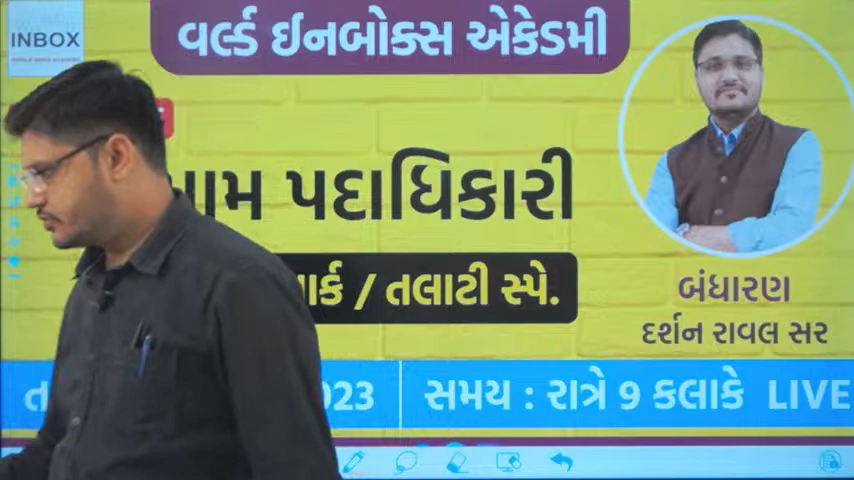 INBOX
વર્લ્ડ ઈનબોક્સ એકેડમી
પદાધિકારી
/ તલાટી સ્પે.
બંધારણ
દર્શન રાવલ સર
સમય : રાત્રે 9 કલાકે LIVE